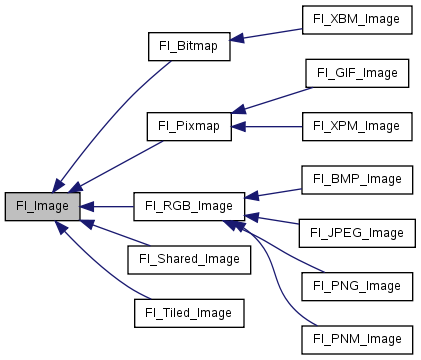 Fl_Image
Fl_Bitmap
Fl_XBM_Image
Fl_Pixmap
Fl_GIF_Image
Fl_XPM_Image
Fl_RGB_Image
Fl_BMP_Image
Fl_JPEG_Image
Fl_PNG_Image
Fl_PNM_Image
Fl_Shared_Image
Fl_Tiled_Image